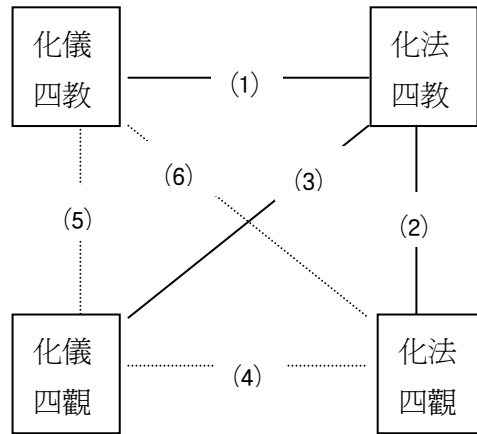 化儀
四教
化法
四教
(1)
(6)
(3)
(5)
(2)
化儀
四觀
化法
四觀
(4)